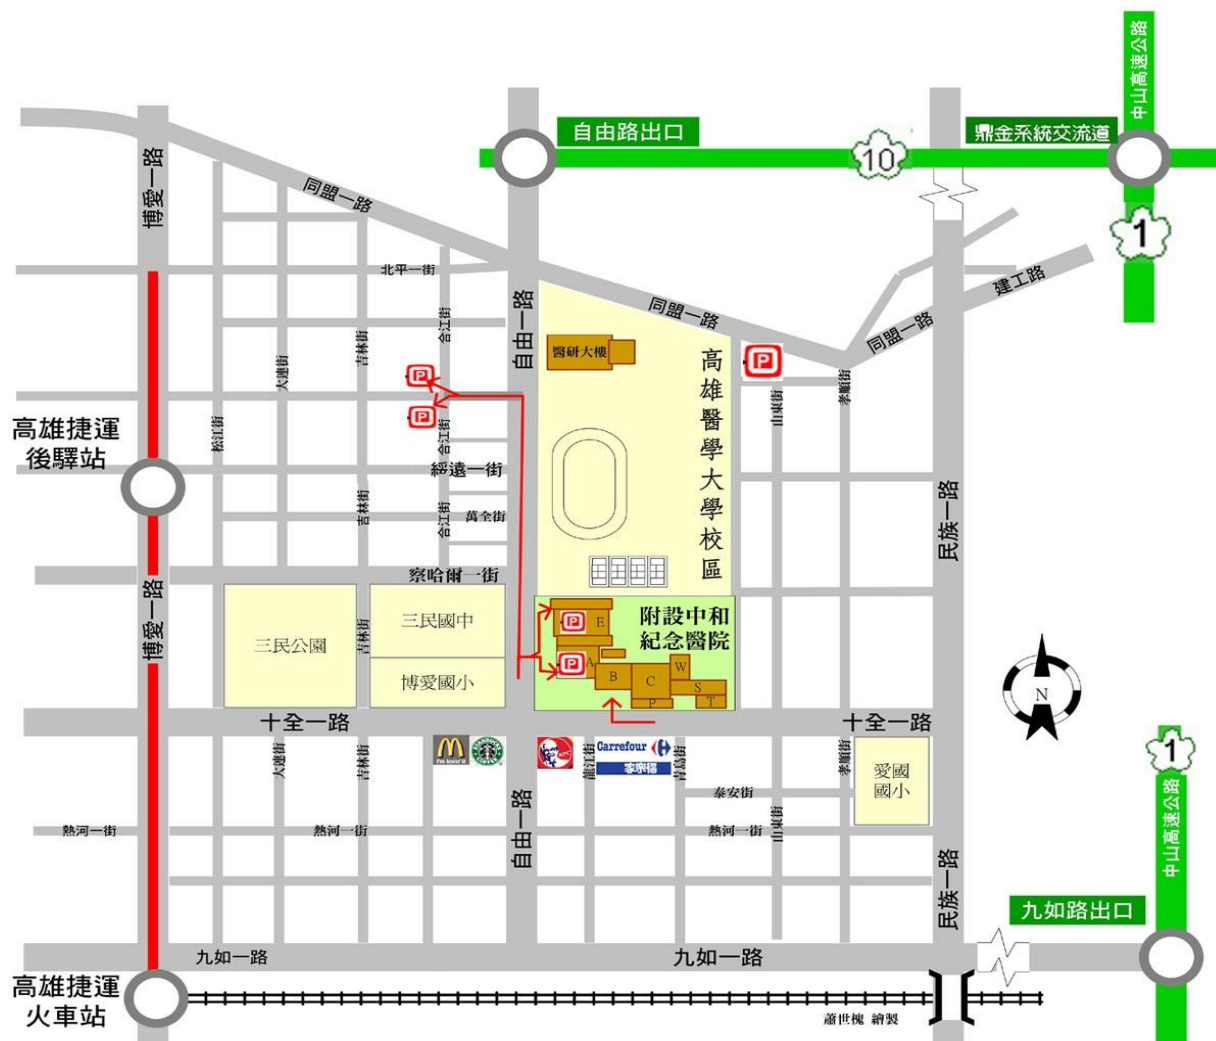 中山高速公路
自由路出口
10
鼎金系統交流道
1
博愛一路
同盟一路
北平一街
合江街
吉林街
大連街
松江街
自由一路
同盟一路
同盟一路
建工路
醫研大樓
高雄醫學大學校區
P
P
P
山東街
孝順街
高雄捷運
後驛站
合江街
綏遠一街
吉林街
合江街
萬全街
民族一路
察哈爾一街
博愛一路
三民公園
吉林街
三民國中
博愛國小
附設中和
紀念醫院
P
E
P
A
B
C
W
S
P
T
N
十全一路
十全一路
大連街
吉林街
M
i'm lovin' it
STARBUCKS COFFEE
KFC
龍江街
Carrefour
家樂福
青島街
孝順街
愛國
國小
泰安街
山東街
熱河一街
熱河一街
熱河一街
自由一路
民族一路
1
中山高速公路
九如路出口
九如一路
九如一路
高雄捷運
火車站
蕭世槐 繪製